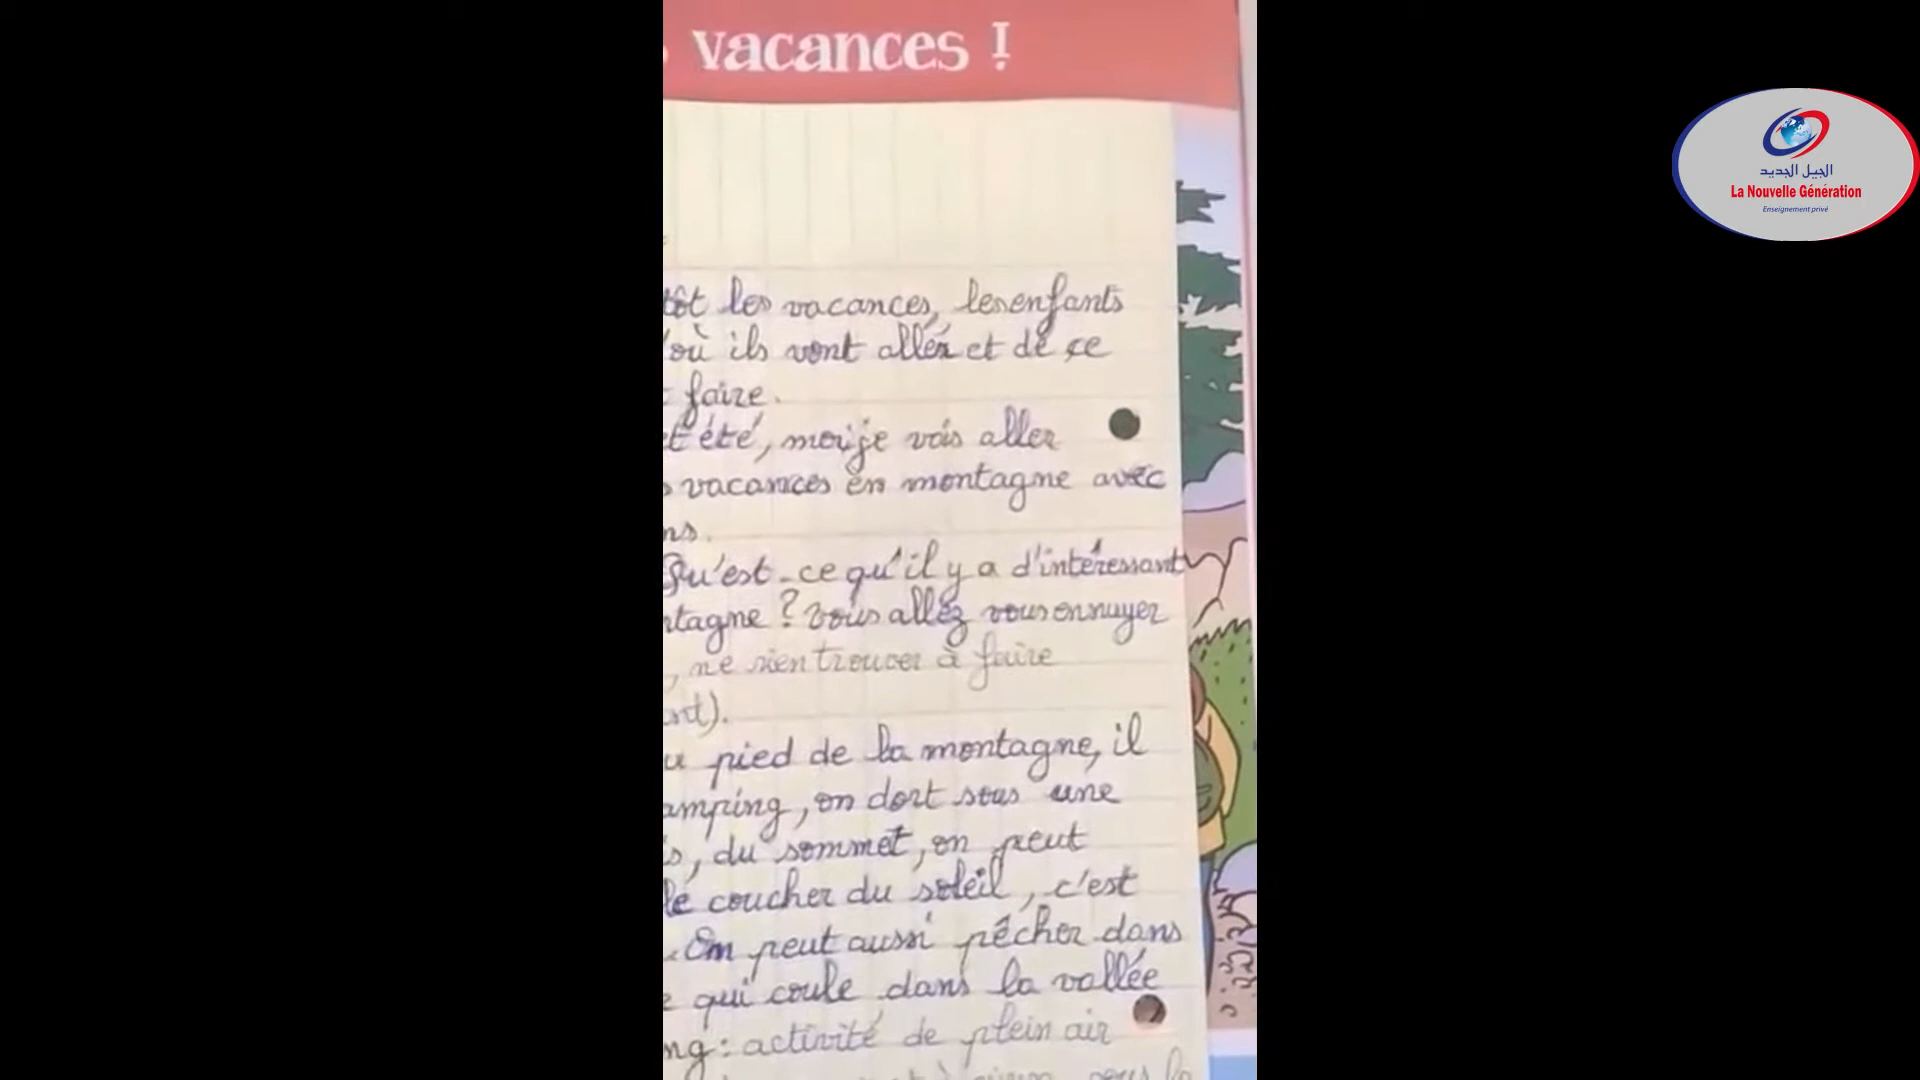 vacances !
tôt les vacances, les enfants
'où ils vont aller et de ce
faire.
t été, moi je vais aller
s vacances en montagne avec
ns.
Qu'est-ce qu'il y a d'intéressant
ntagne ? Vous allez vous ennuyer
, ne rien trouver à faire
ant).
u pied de la montagne, il
amping, on dort sous une
s, du sommet, on peut
le coucher du soleil, c'est
. On peut aussi pêcher dans
e qui coule dans la vallée
ng : activité de plein air
الجيل الجديد
La Nouvelle Génération
Enseignement privé